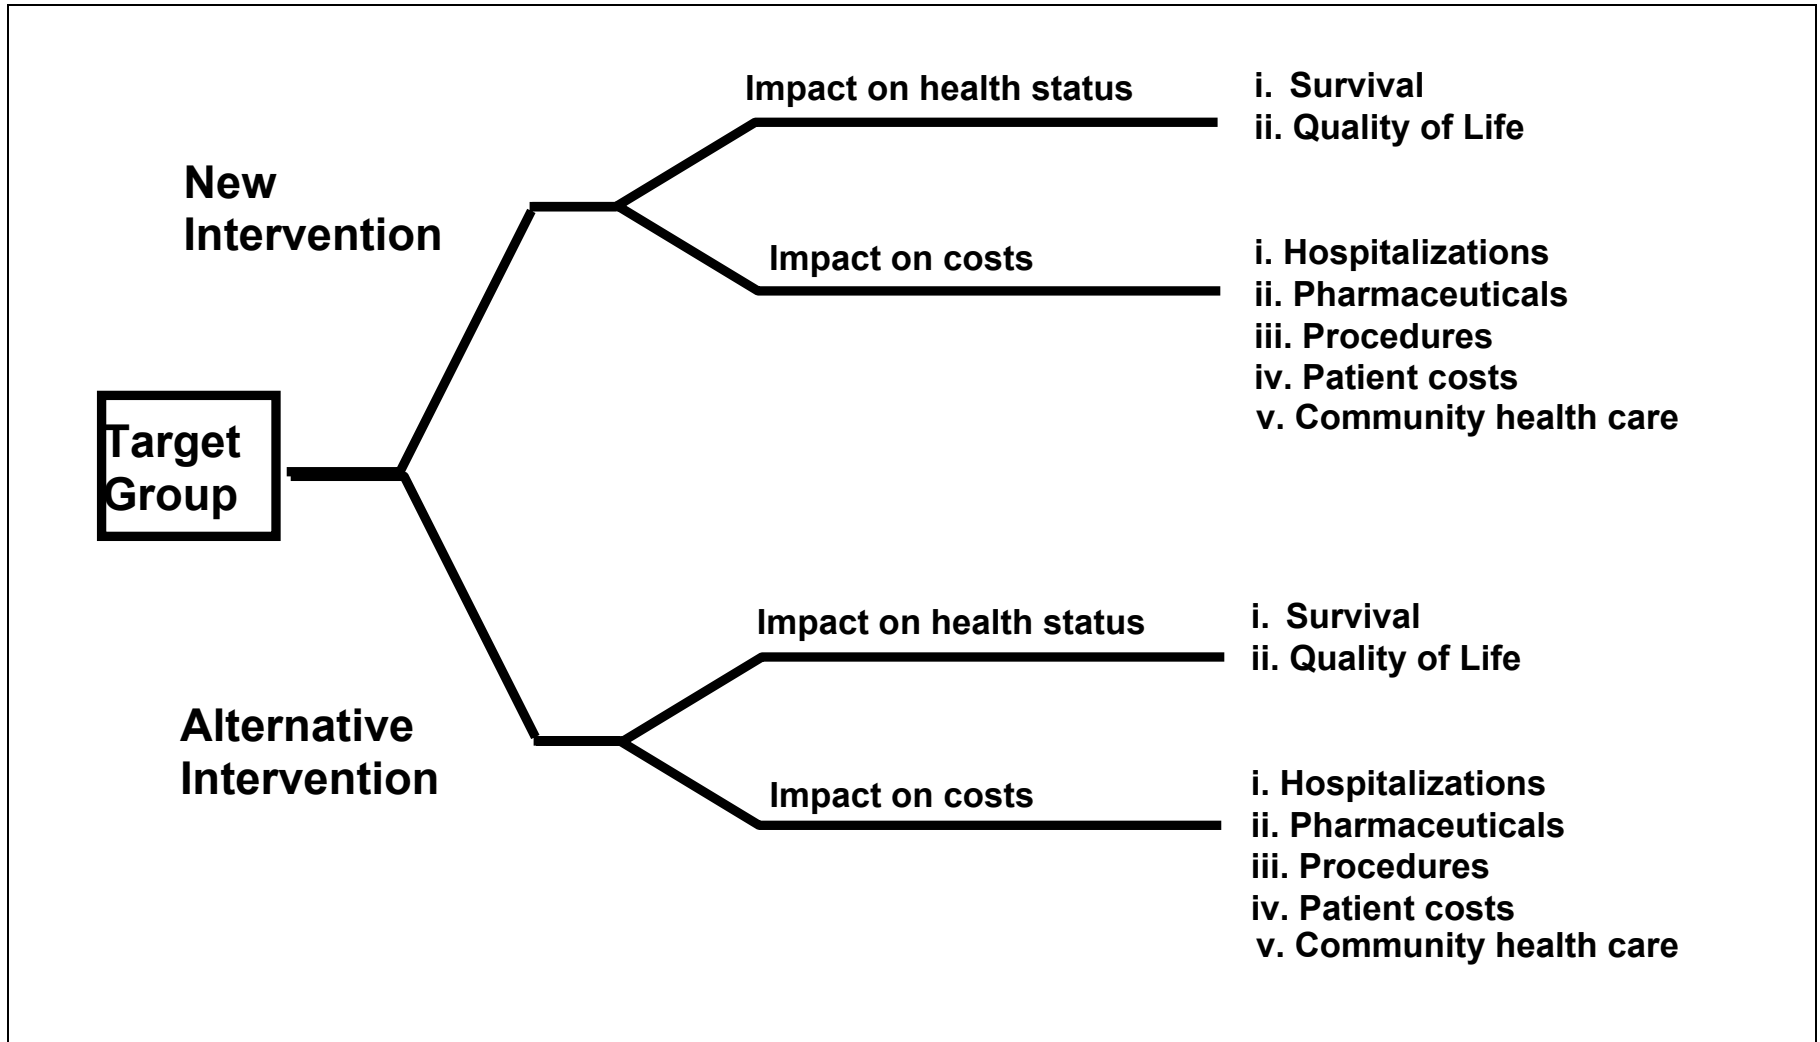 Impact on health status
i. Survival
ii. Quality of Life
New
Intervention
Impact on costs
i. Hospitalizations
ii. Pharmaceuticals
iii. Procedures
iv. Patient costs
v. Community health care
Target
Group
Impact on health status
i. Survival
ii. Quality of Life
Alternative
Intervention
Impact on costs
i. Hospitalizations
ii. Pharmaceuticals
iii. Procedures
iv. Patient costs
v. Community health care